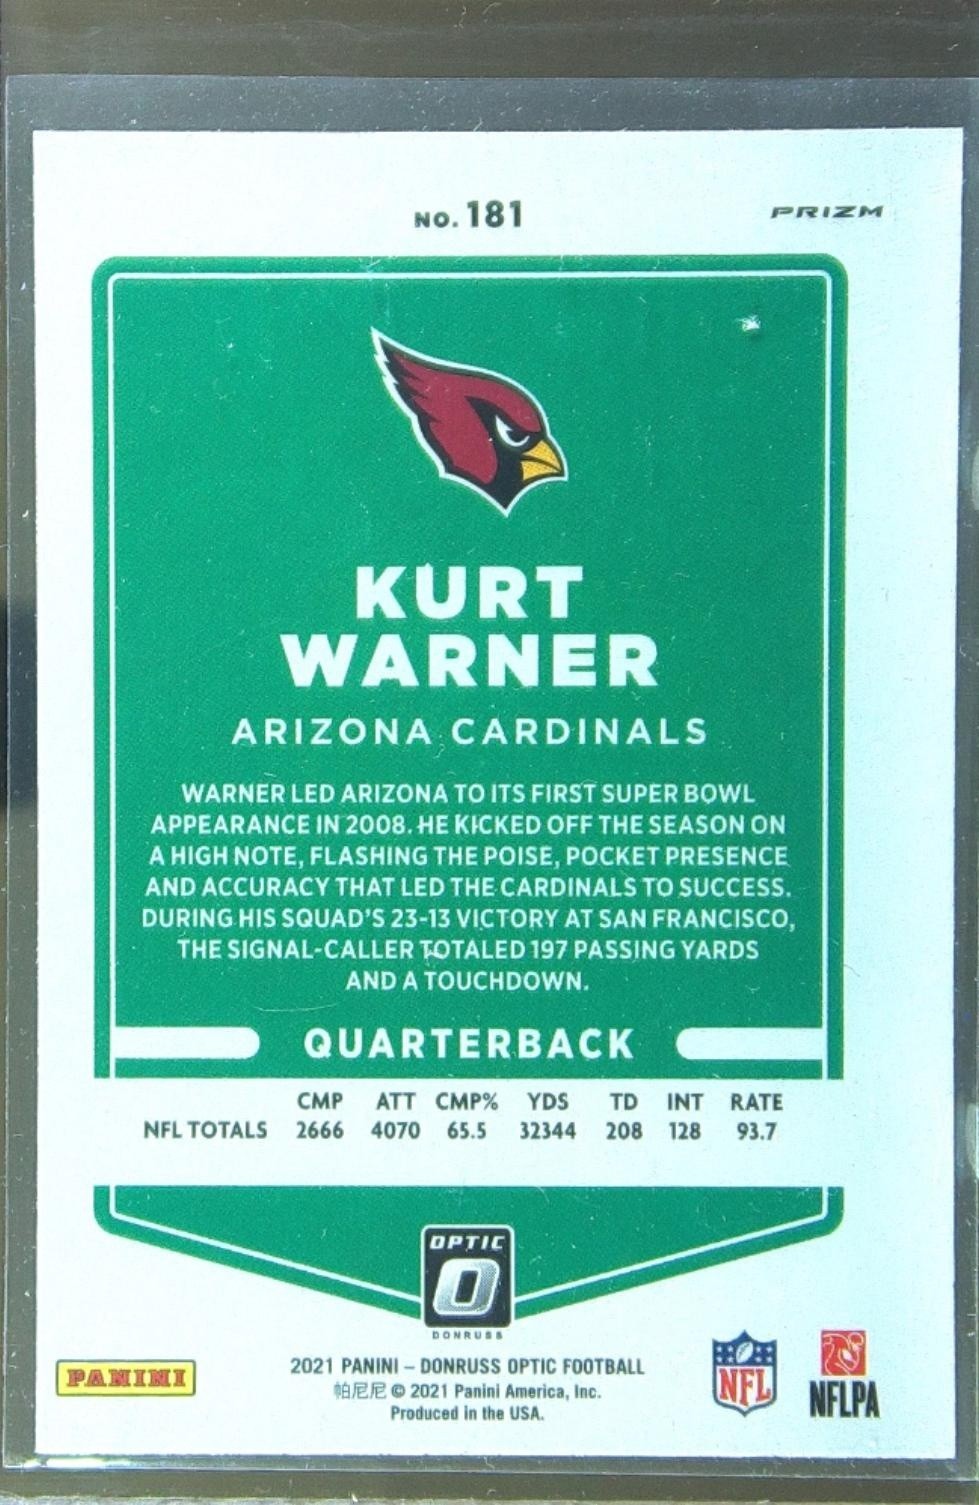 NO. 181
PRIZM
KURT
WARNER
ARIZONA CARDINALS
WARNER LED ARIZONA TO ITS FIRST SUPER BOWL
APPEARANCE IN 2008. HE KICKED OFF THE SEASON ON
A HIGH NOTE, FLASHING THE POISE, POCKET PRESENCE
AND ACCURACY THAT LED THE CARDINALS TO SUCCESS.
DURING HIS SQUAD'S 23-13 VICTORY AT SAN FRANCISCO,
THE SIGNAL-CALLER TOTALED 197 PASSING YARDS
AND A TOUCHDOWN.
QUARTERBACK
CMP ATT CMP% YDS TD INT RATE
NFL TOTALS 2666 4070 65.5 32344 208 128 93.7
OPTIC
O
DONRUSS
PANINI
2021 PANINI – DONRUSS OPTIC FOOTBALL
帕尼尼 © 2021 Panini America, Inc.
Produced in the USA.
NFL
NFLPA